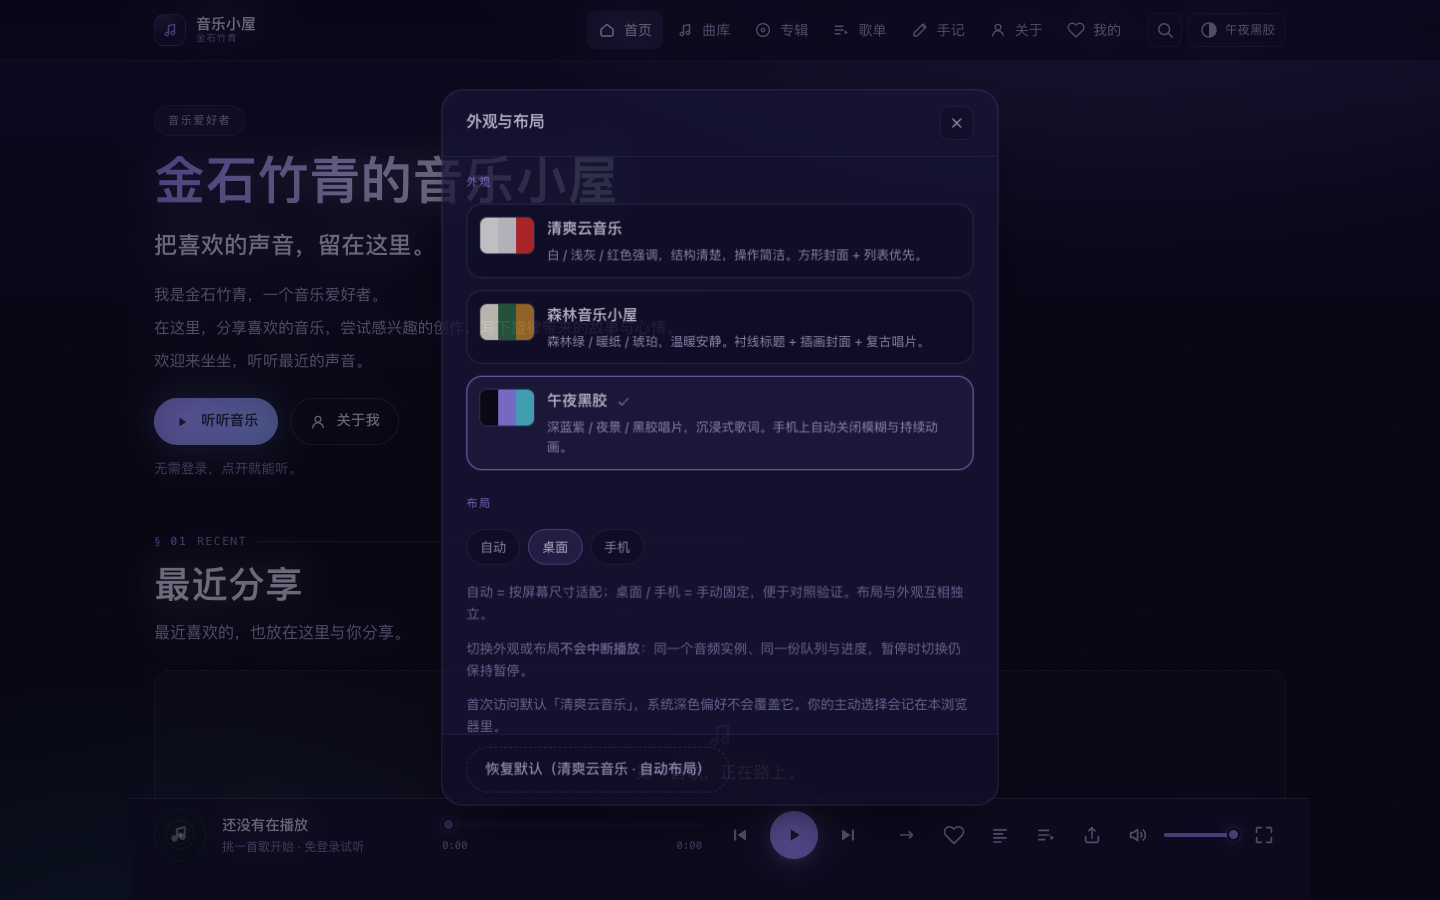 音乐小屋
金石竹青
首页
曲库
专辑
歌单
手记
关于
我的
午夜黑胶
音乐爱好者
金石竹青的音乐小屋
把喜欢的声音，留在这里。
我是金石竹青，一个音乐爱好者。
在这里，分享喜欢的音乐，尝试感兴趣的创作，写下旋律带来的故事与心情。
欢迎来坐坐，听听最近的声音。
听听音乐
关于我
无需登录，点开就能听。
§ 01 RECENT
最近分享
最近喜欢的，也放在这里与你分享。
外观与布局
外观
清爽云音乐
白 / 浅灰 / 红色强调，结构清楚，操作简洁。方形封面 + 列表优先。
森林音乐小屋
森林绿 / 暖纸 / 琥珀，温暖安静。衬线标题 + 插画封面 + 复古唱片。
午夜黑胶
深蓝紫 / 夜景 / 黑胶唱片，沉浸式歌词。手机上自动关闭模糊与持续动
画。
布局
自动
桌面
手机
自动 = 按屏幕尺寸适配；桌面 / 手机 = 手动固定，便于对照验证。布局与外观互相独
立。
切换外观或布局不会中断播放：同一个音频实例、同一份队列与进度，暂停时切换仍
保持暂停。
首次访问默认「清爽云音乐」，系统深色偏好不会覆盖它。你的主动选择会记在本浏览
器里。
恢复默认（清爽云音乐 · 自动布局）
正在路上。
还没有在播放
挑一首歌开始 · 免登录试听
0:00
0:00